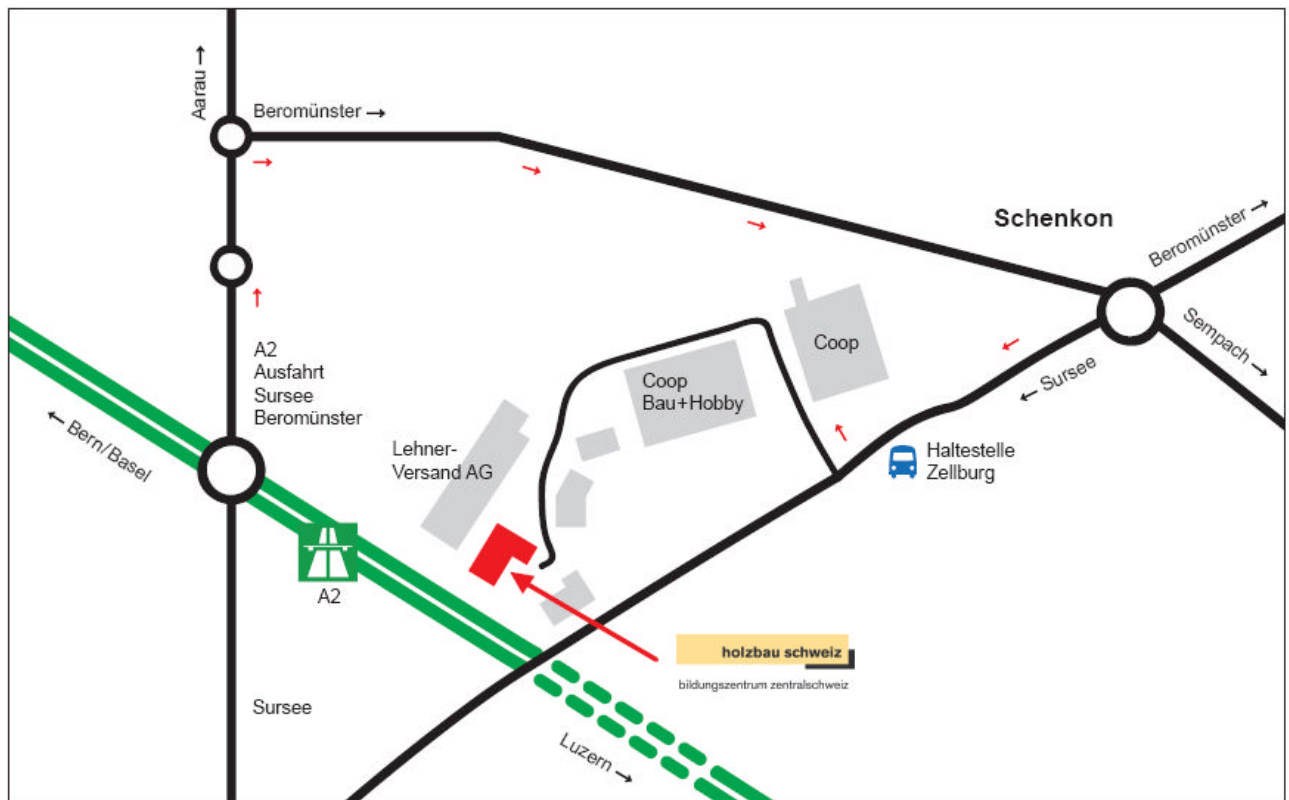 Aarau →
Beromünster →
Schenkon
Beromünster →
Sempach →
← Sursee
Coop
Coop
Bau+Hobby
A2
Ausfahrt
Sursee
Beromünster
← Bern/Basel
Lehner-
Versand AG
Haltestelle
Zellburg
A2
holzbau schweiz
bildungszentrum zentralschweiz
Sursee
Luzern →